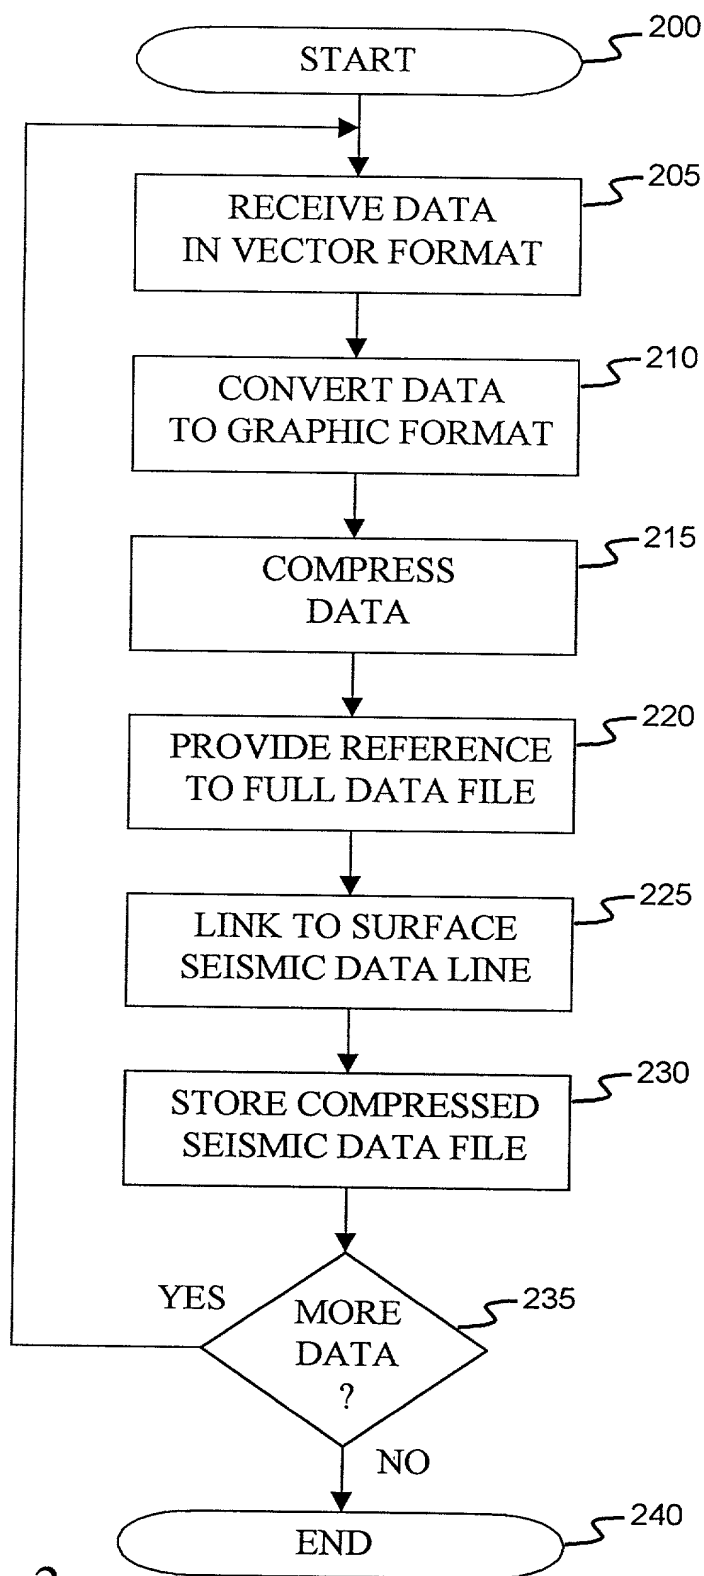 START
200
RECEIVE DATA
IN VECTOR FORMAT
205
CONVERT DATA
TO GRAPHIC FORMAT
210
COMPRESS
DATA
215
PROVIDE REFERENCE
TO FULL DATA FILE
220
LINK TO SURFACE
SEISMIC DATA LINE
225
STORE COMPRESSED
SEISMIC DATA FILE
230
YES
MORE
DATA
?
235
NO
END
240